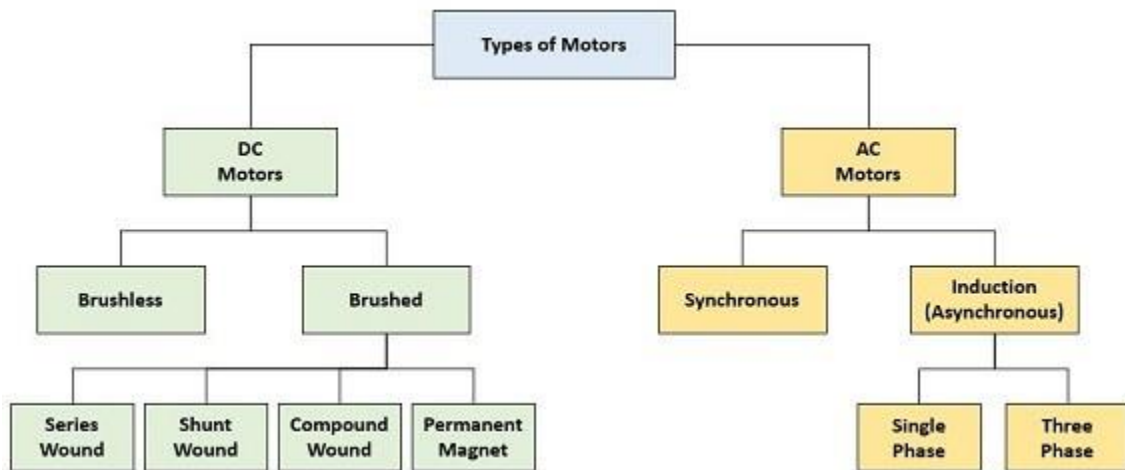 Types of Motors
DC
Motors
AC
Motors
Brushless
Brushed
Synchronous
Induction
(Asynchronous)
Series
Wound
Shunt
Wound
Compound
Wound
Permanent
Magnet
Single
Phase
Three
Phase